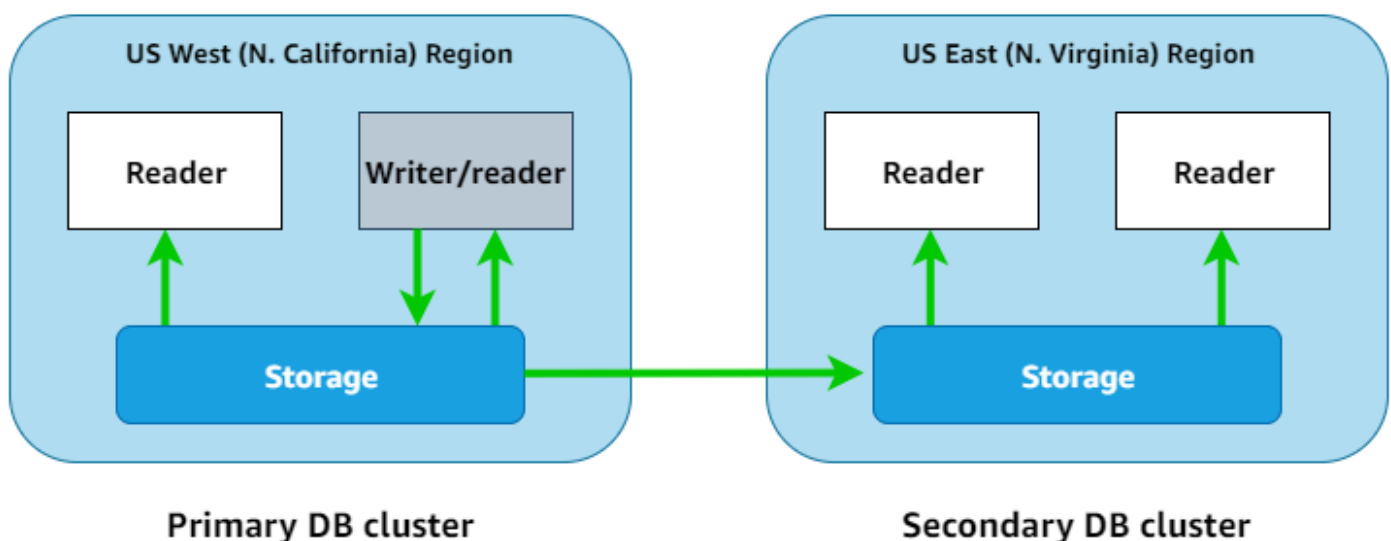 US West (N. California) Region
Reader
Writer/reader
Storage
Primary DB cluster
US East (N. Virginia) Region
Reader
Reader
Storage
Secondary DB cluster